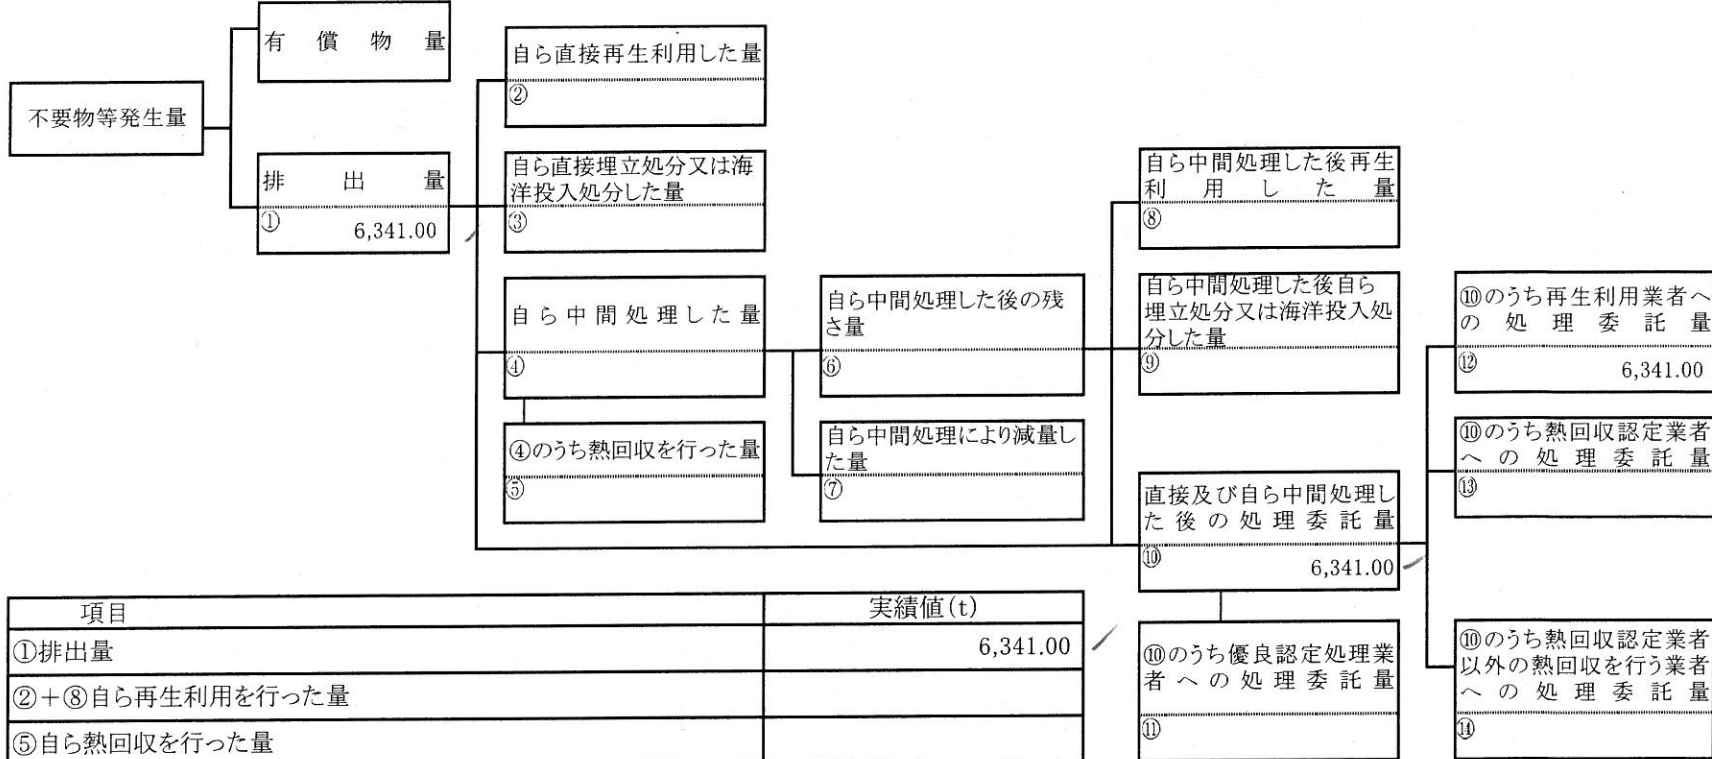 有償物量
不要物等発生量
排出量
①
6,341.00
自ら直接再生利用した量
②
自ら直接埋立処分又は海
洋投入処分した量
③
自ら中間処理した量
④
④のうち熱回収を行った量
⑤
自ら中間処理した後の残
さ量
⑥
自ら中間処理により減量し
た量
⑦
自ら中間処理した後再生
利用した量
⑧
自ら中間処理した後自ら
埋立処分又は海洋投入処
分した量
⑨
直接及び自ら中間処理し
た後の処理委託量
⑩
6,341.00
⑩のうち優良認定処理業
者への処理委託量
⑪
⑩のうち再生利用業者へ
の処理委託量
⑫
6,341.00
⑩のうち熱回収認定業者
への処理委託量
⑬
⑩のうち熱回収認定業者
以外の熱回収を行う業者
への処理委託量
⑭
項目 実績値(t)
①排出量 6,341.00
②+⑧自ら再生利用を行った量
⑤自ら熱回収を行った量